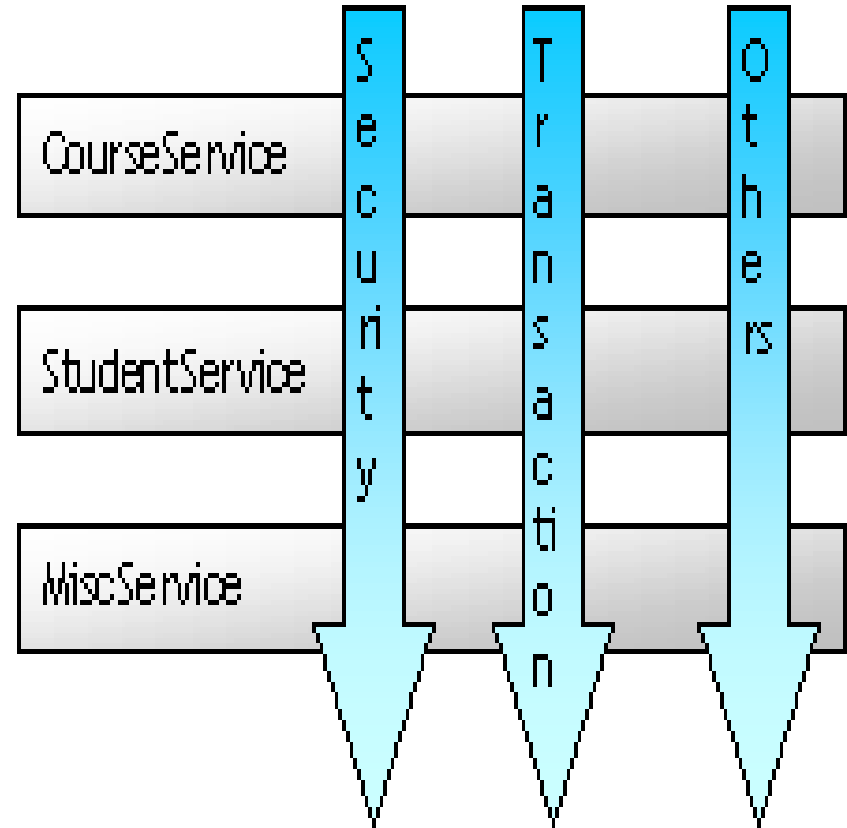 Security
Transaction
Others
CourseService
StudentService
MiscService